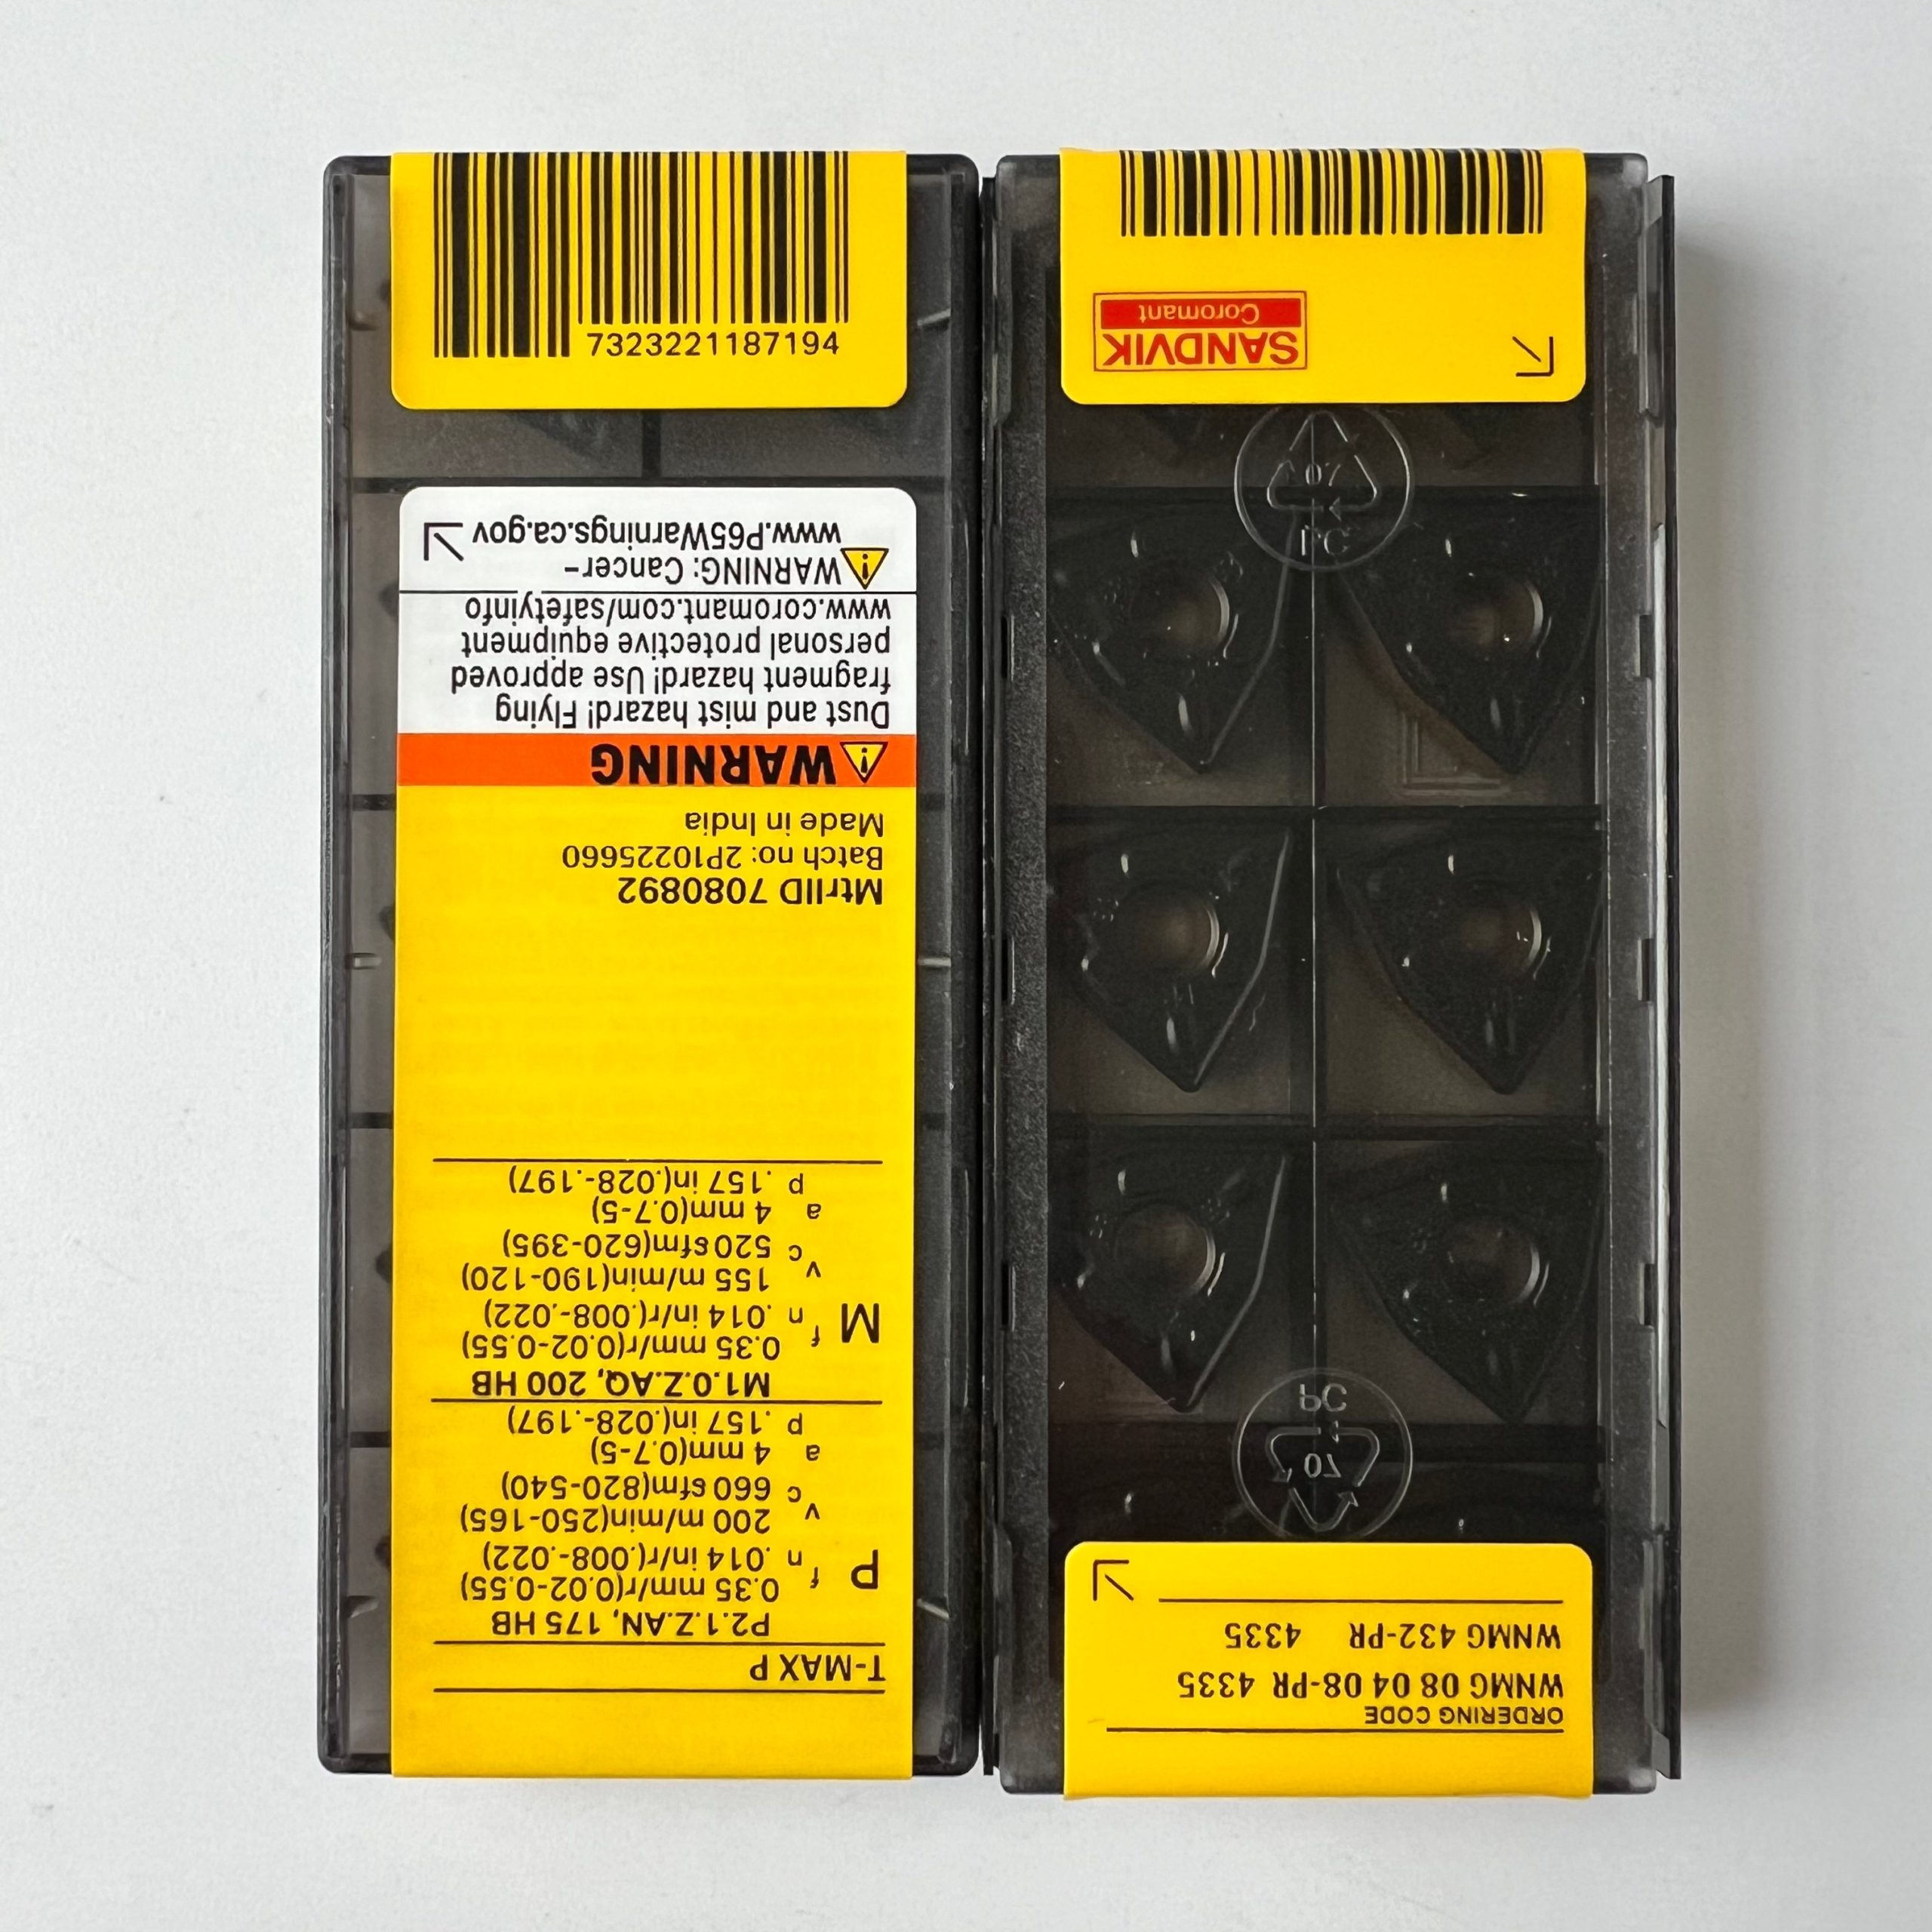 7323221187194
T-MAX P
P2.1.Z.AN, 175 HB
P
f n 0.35 mm/r(0.02-0.55)
.014 in/r(.008-.022)
v c 200 m/min(250-165)
660 sfm(820-540)
a p 4 mm(0.7-5)
.157 in(.028-.197)
M1.0.Z.AQ, 200 HB
M
f n 0.35 mm/r(0.02-0.55)
.014 in/r(.008-.022)
v c 155 m/min(190-120)
520 sfm(620-395)
a p 4 mm(0.7-5)
.157 in(.028-.197)
MtrlID 7080892
Batch no: 2P10225660
Made in India
WARNING
Dust and mist hazard! Flying
fragment hazard! Use approved
personal protective equipment
www.coromant.com/safetyinfo
WARNING: Cancer-
www.P65Warnings.ca.gov
ORDERING CODE
WNMG 08 04 08-PR 4335
WNMG 432-PR 4335
07
PC
07
PC
SANDVIK
Coromant